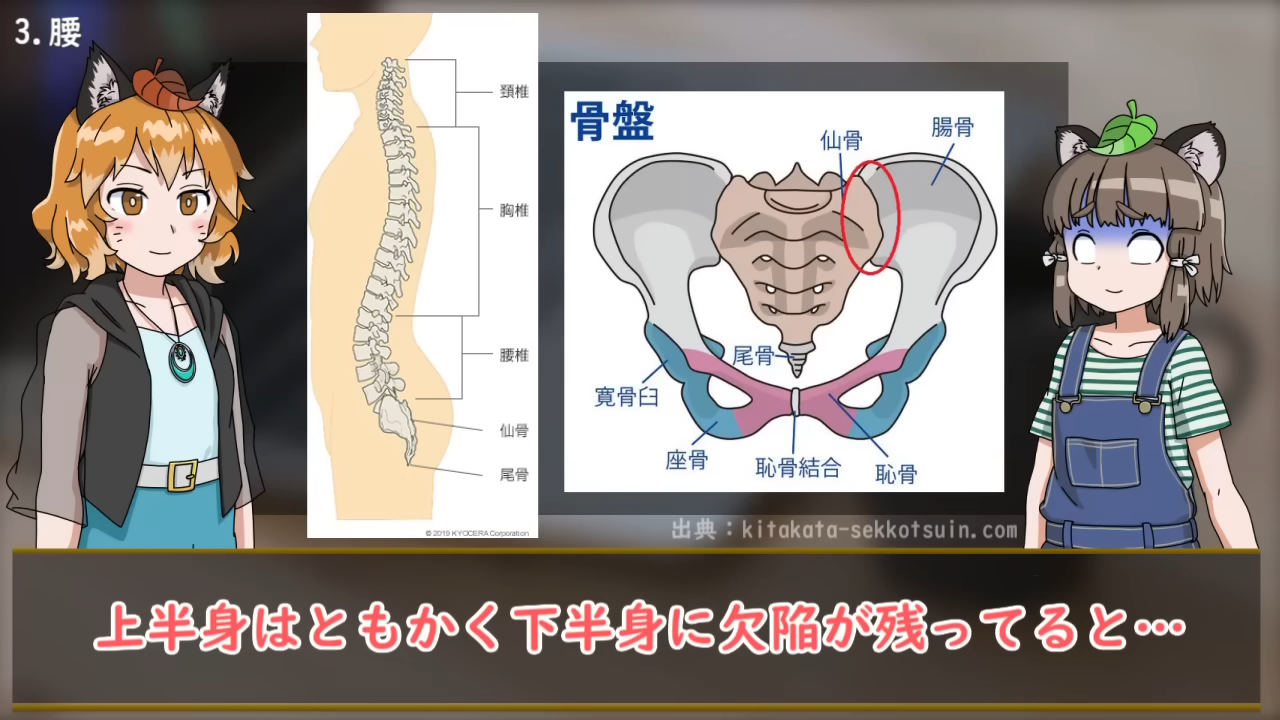 3.腰
頚椎
胸椎
腰椎
仙骨
尾骨
© 2019 KYOCERA Corporation
骨盤
仙骨
腸骨
尾骨
寛骨臼
座骨
恥骨結合
恥骨
出典：kitakata-sekkotsuin.com
上半身はともかく下半身に欠陥が残ってると…